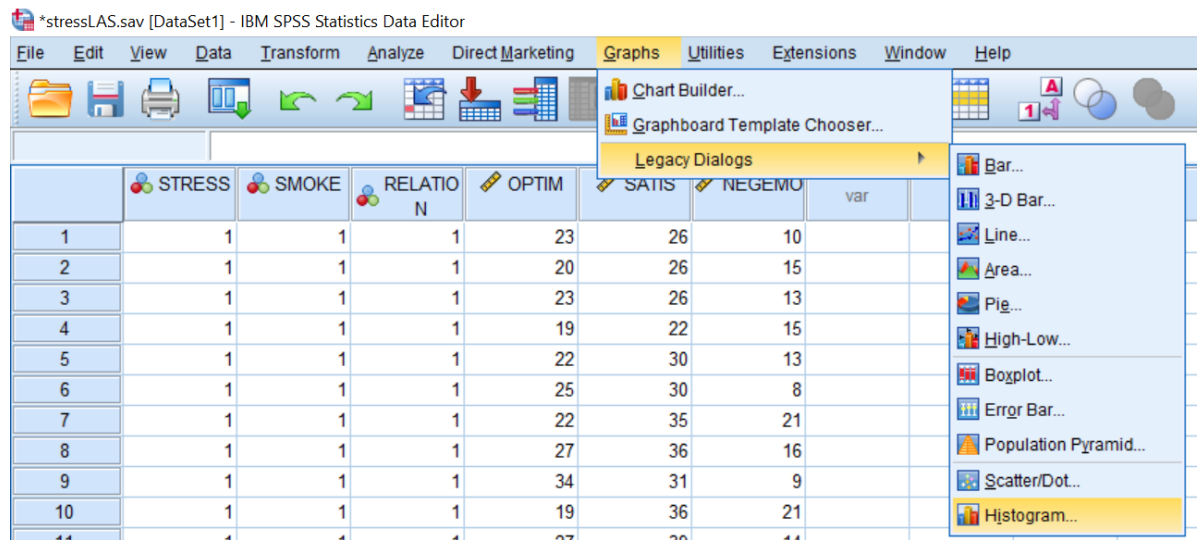 *stressLAS.sav [DataSet1] - IBM SPSS Statistics Data Editor
File Edit View Data Transform Analyze Direct Marketing Graphs Utilities Extensions Window Help
Chart Builder...
Graphboard Template Chooser...
Legacy Dialogs
Bar...
3-D Bar...
Line...
Area...
Pie...
High-Low...
Boxplot...
Error Bar...
Population Pyramid...
Scatter/Dot...
Histogram...
A
1
STRESS SMOKE RELATIO OPTIM SATIS NEGEMO var
N
1 1 1 1 23 26 10
2 1 1 1 20 26 15
3 1 1 1 23 26 13
4 1 1 1 19 22 15
5 1 1 1 22 30 13
6 1 1 1 25 30 8
7 1 1 1 22 35 21
8 1 1 1 27 36 16
9 1 1 1 34 31 9
10 1 1 1 19 36 21